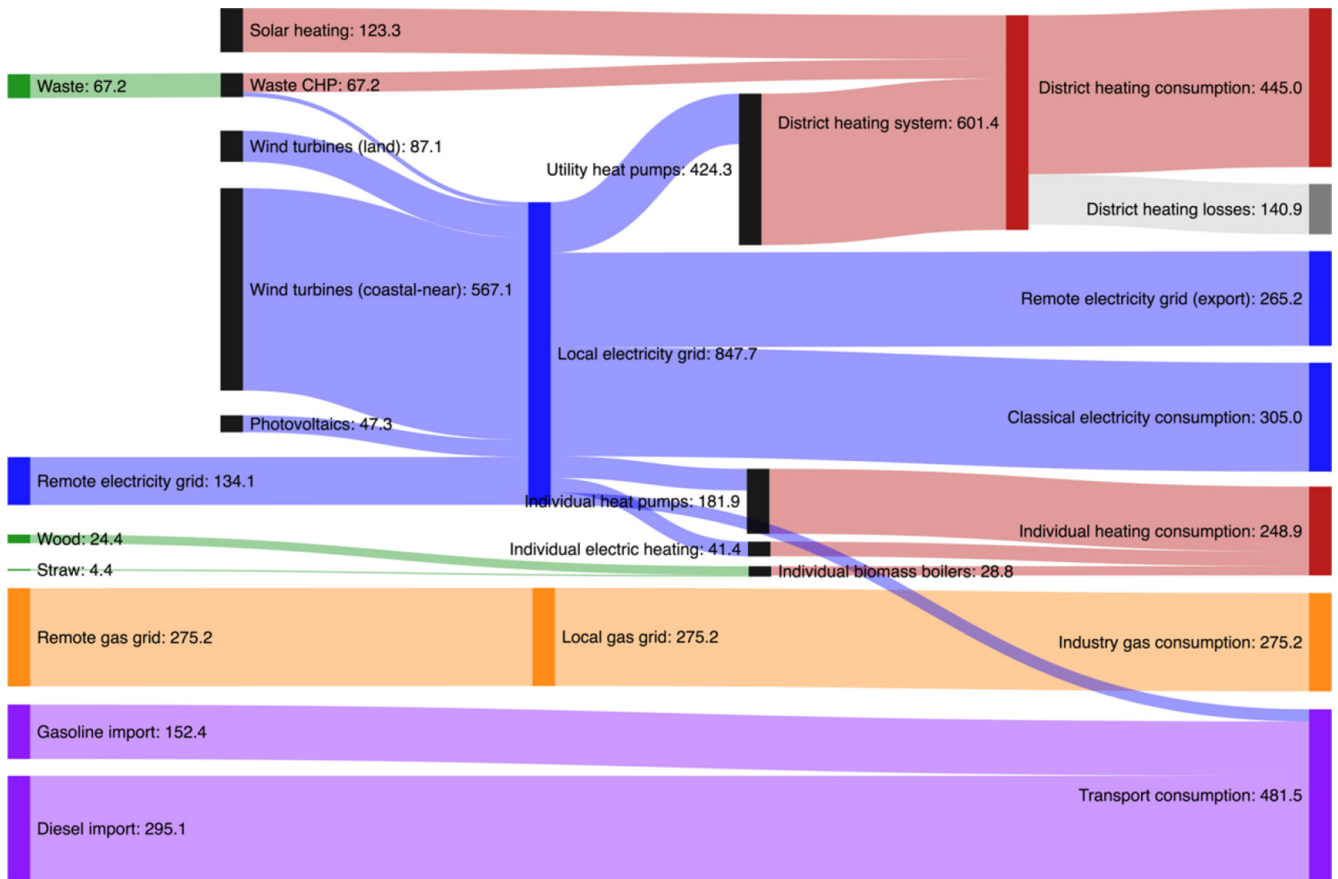 Solar heating: 123.3
Waste: 67.2
Waste CHP: 67.2
District heating consumption: 445.0
District heating system: 601.4
Wind turbines (land): 87.1
Utility heat pumps: 424.3
District heating losses: 140.9
Wind turbines (coastal-near): 567.1
Remote electricity grid (export): 265.2
Local electricity grid: 847.7
Classical electricity consumption: 305.0
Photovoltaics: 47.3
Remote electricity grid: 134.1
Individual heat pumps: 181.9
Individual heating consumption: 248.9
Wood: 24.4
Individual electric heating: 41.4
Straw: 4.4
Individual biomass boilers: 28.8
Remote gas grid: 275.2
Local gas grid: 275.2
Industry gas consumption: 275.2
Gasoline import: 152.4
Transport consumption: 481.5
Diesel import: 295.1